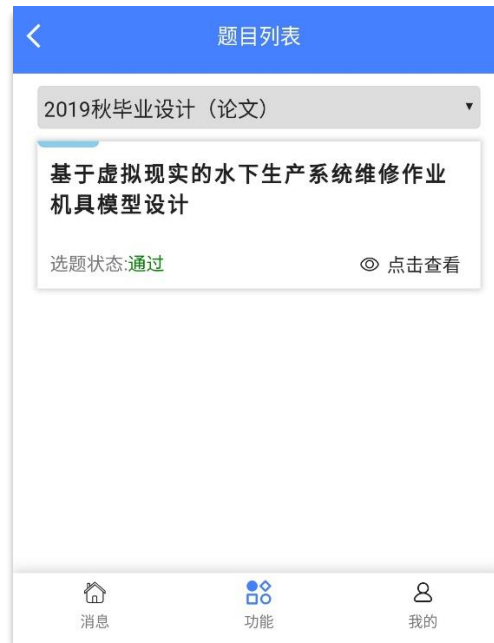 题目列表
2019秋毕业设计（论文）
基于虚拟现实的水下生产系统维修作业
机具模型设计
选题状态:通过
点击查看
消息
功能
我的